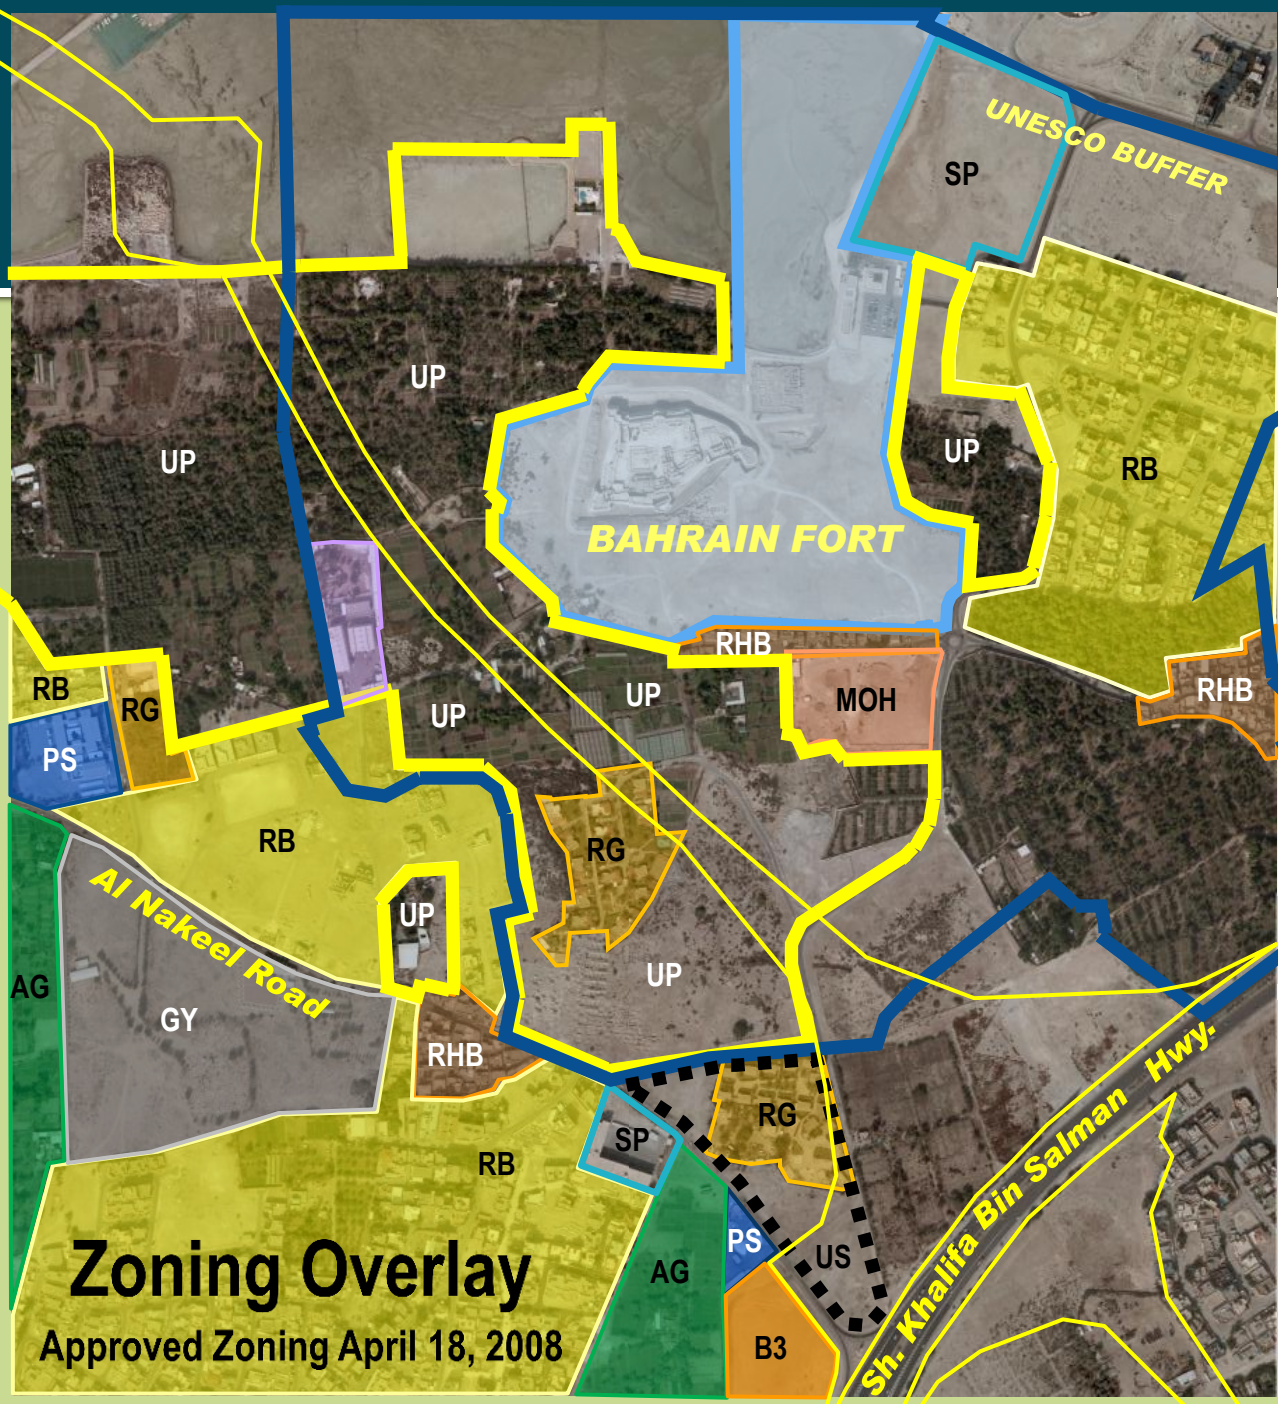 UNESCO BUFFER
SP
UP
UP
UP
RB
BAHRAIN FORT
RHB
RB
RG
UP
UP
MOH
RHB
PS
RB
RG
Al Nakeel Road
UP
AG
GY
UP
RHB
Sh. Khalifa Bin Salman Hwy.
RG
SP
RB
PS
US
AG
B3
Zoning Overlay
Approved Zoning April 18, 2008